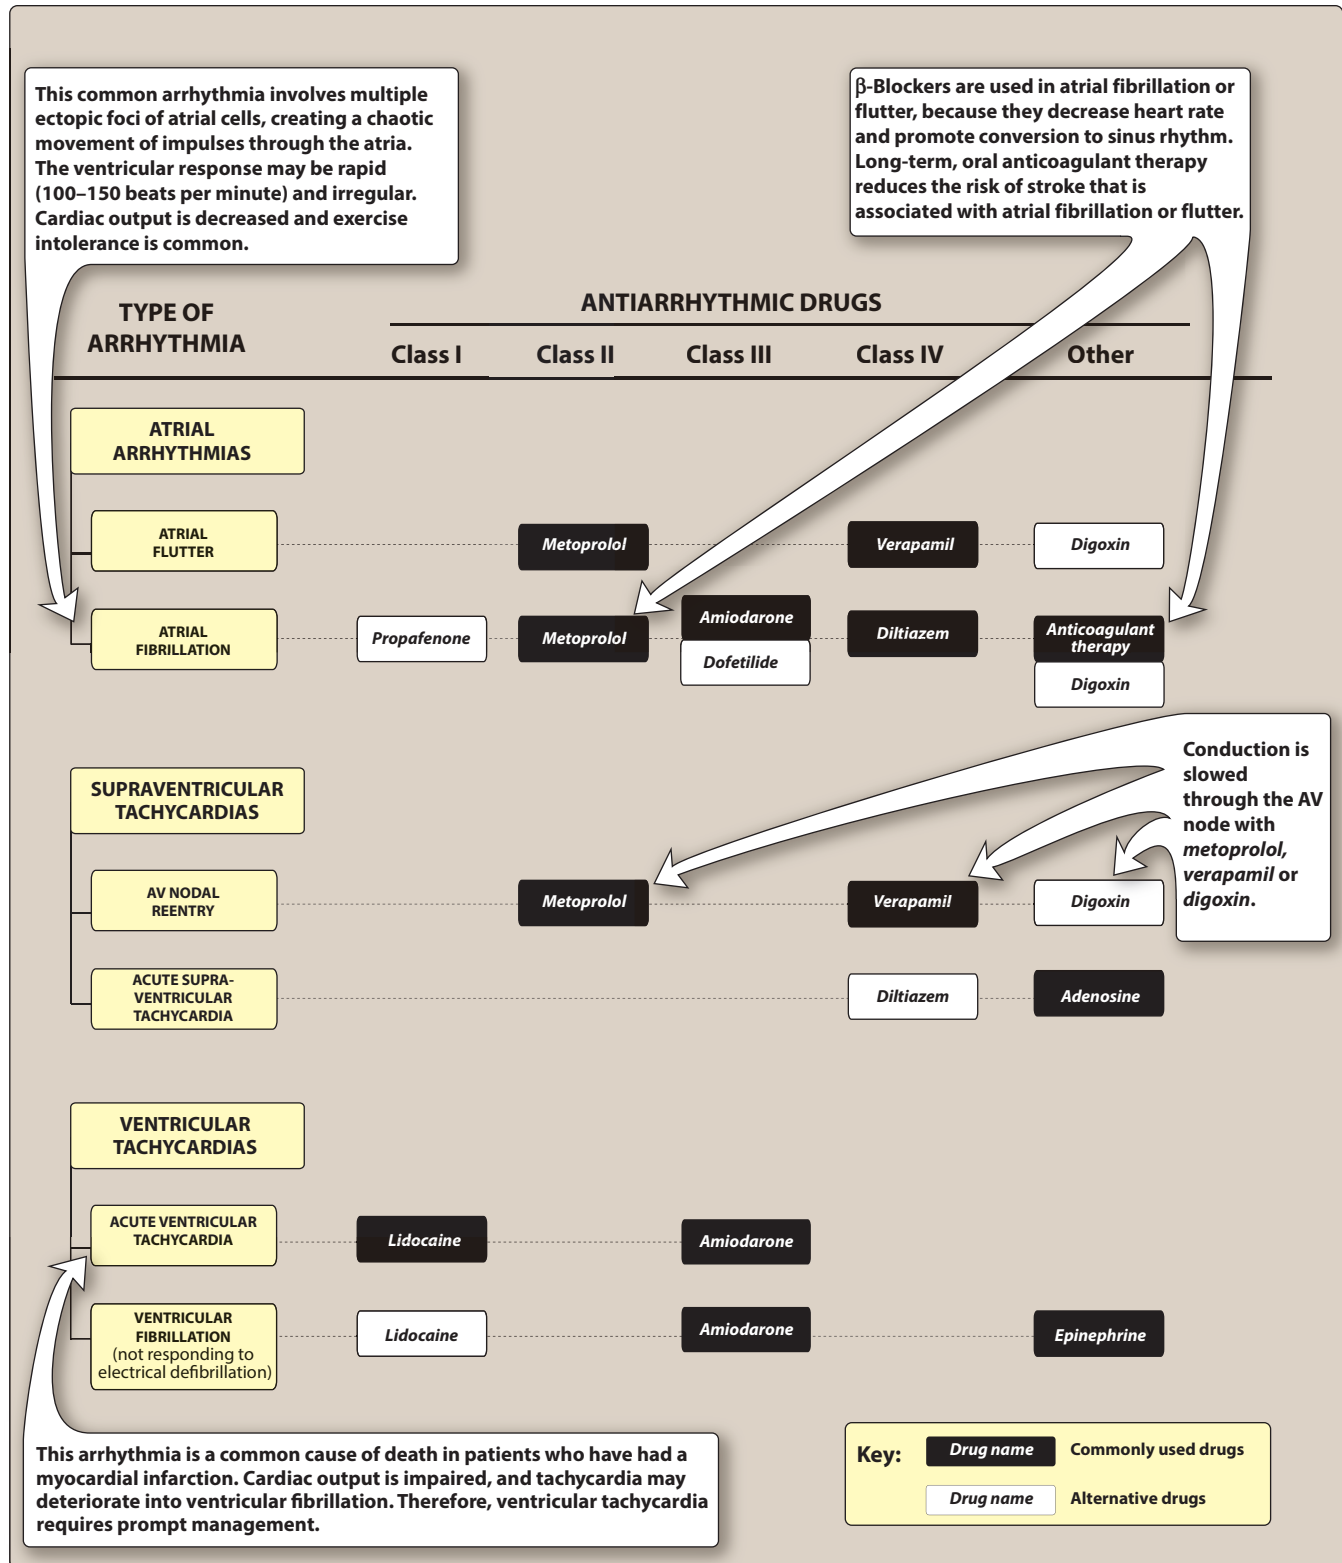 This common arrhythmia involves multiple
ectopic foci of atrial cells, creating a chaotic
movement of impulses through the atria.
The ventricular response may be rapid
(100–150 beats per minute) and irregular.
Cardiac output is decreased and exercise
intolerance is common.
β-Blockers are used in atrial fibrillation or
flutter, because they decrease heart rate
and promote conversion to sinus rhythm.
Long-term, oral anticoagulant therapy
reduces the risk of stroke that is
associated with atrial fibrillation or flutter.
TYPE OF
ARRHYTHMIA
ANTIARRHYTHMIC DRUGS
Class I Class II Class III Class IV Other
ATRIAL
ARRHYTHMIAS
ATRIAL
FLUTTER
Metoprolol
Verapamil
Digoxin
ATRIAL
FIBRILLATION
Propafenone
Metoprolol
Amiodarone
Dofetilide
Diltiazem
Anticoagulant
therapy
Digoxin
Conduction is
slowed
through the AV
node with
metoprolol,
verapamil or
digoxin.
SUPRAVENTRICULAR
TACHYCARDIAS
AV NODAL
REENTRY
Metoprolol
Verapamil
Digoxin
ACUTE SUPRA-
VENTRICULAR
TACHYCARDIA
Diltiazem
Adenosine
VENTRICULAR
TACHYCARDIAS
ACUTE VENTRICULAR
TACHYCARDIA
Lidocaine
Amiodarone
VENTRICULAR
FIBRILLATION
(not responding to
electrical defibrillation)
Lidocaine
Amiodarone
Epinephrine
This arrhythmia is a common cause of death in patients who have had a
myocardial infarction. Cardiac output is impaired, and tachycardia may
deteriorate into ventricular fibrillation. Therefore, ventricular tachycardia
requires prompt management.
Key: Drug name Commonly used drugs
Drug name Alternative drugs